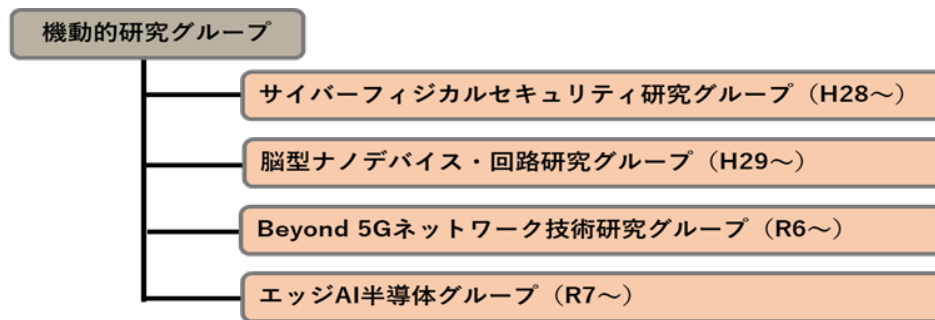 機動的研究グループ
サイバーフィジカルセキュリティ研究グループ（H28～）
脳型ナノデバイス・回路研究グループ（H29～）
Beyond 5Gネットワーク技術研究グループ（R6～）
エッジAI半導体グループ（R7～）